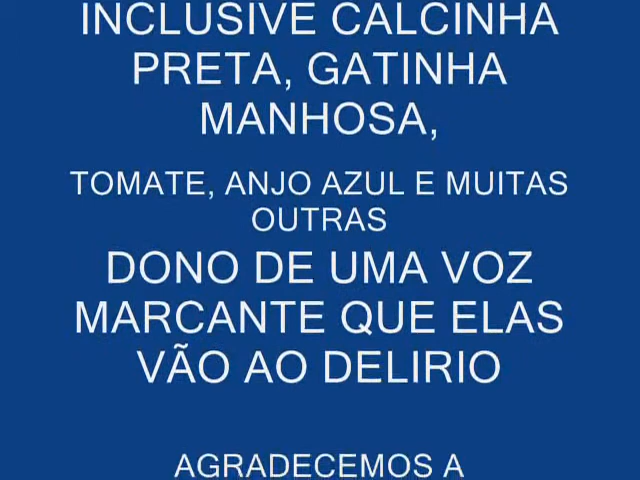 INCLUSIVE CALCINHA
PRETA, GATINHA
MANHOSA,
TOMATE, ANJO AZUL E MUITAS
OUTRAS
DONO DE UMA VOZ
MARCANTE QUE ELAS
VÃO AO DELIRIO
AGRADECEMOS A